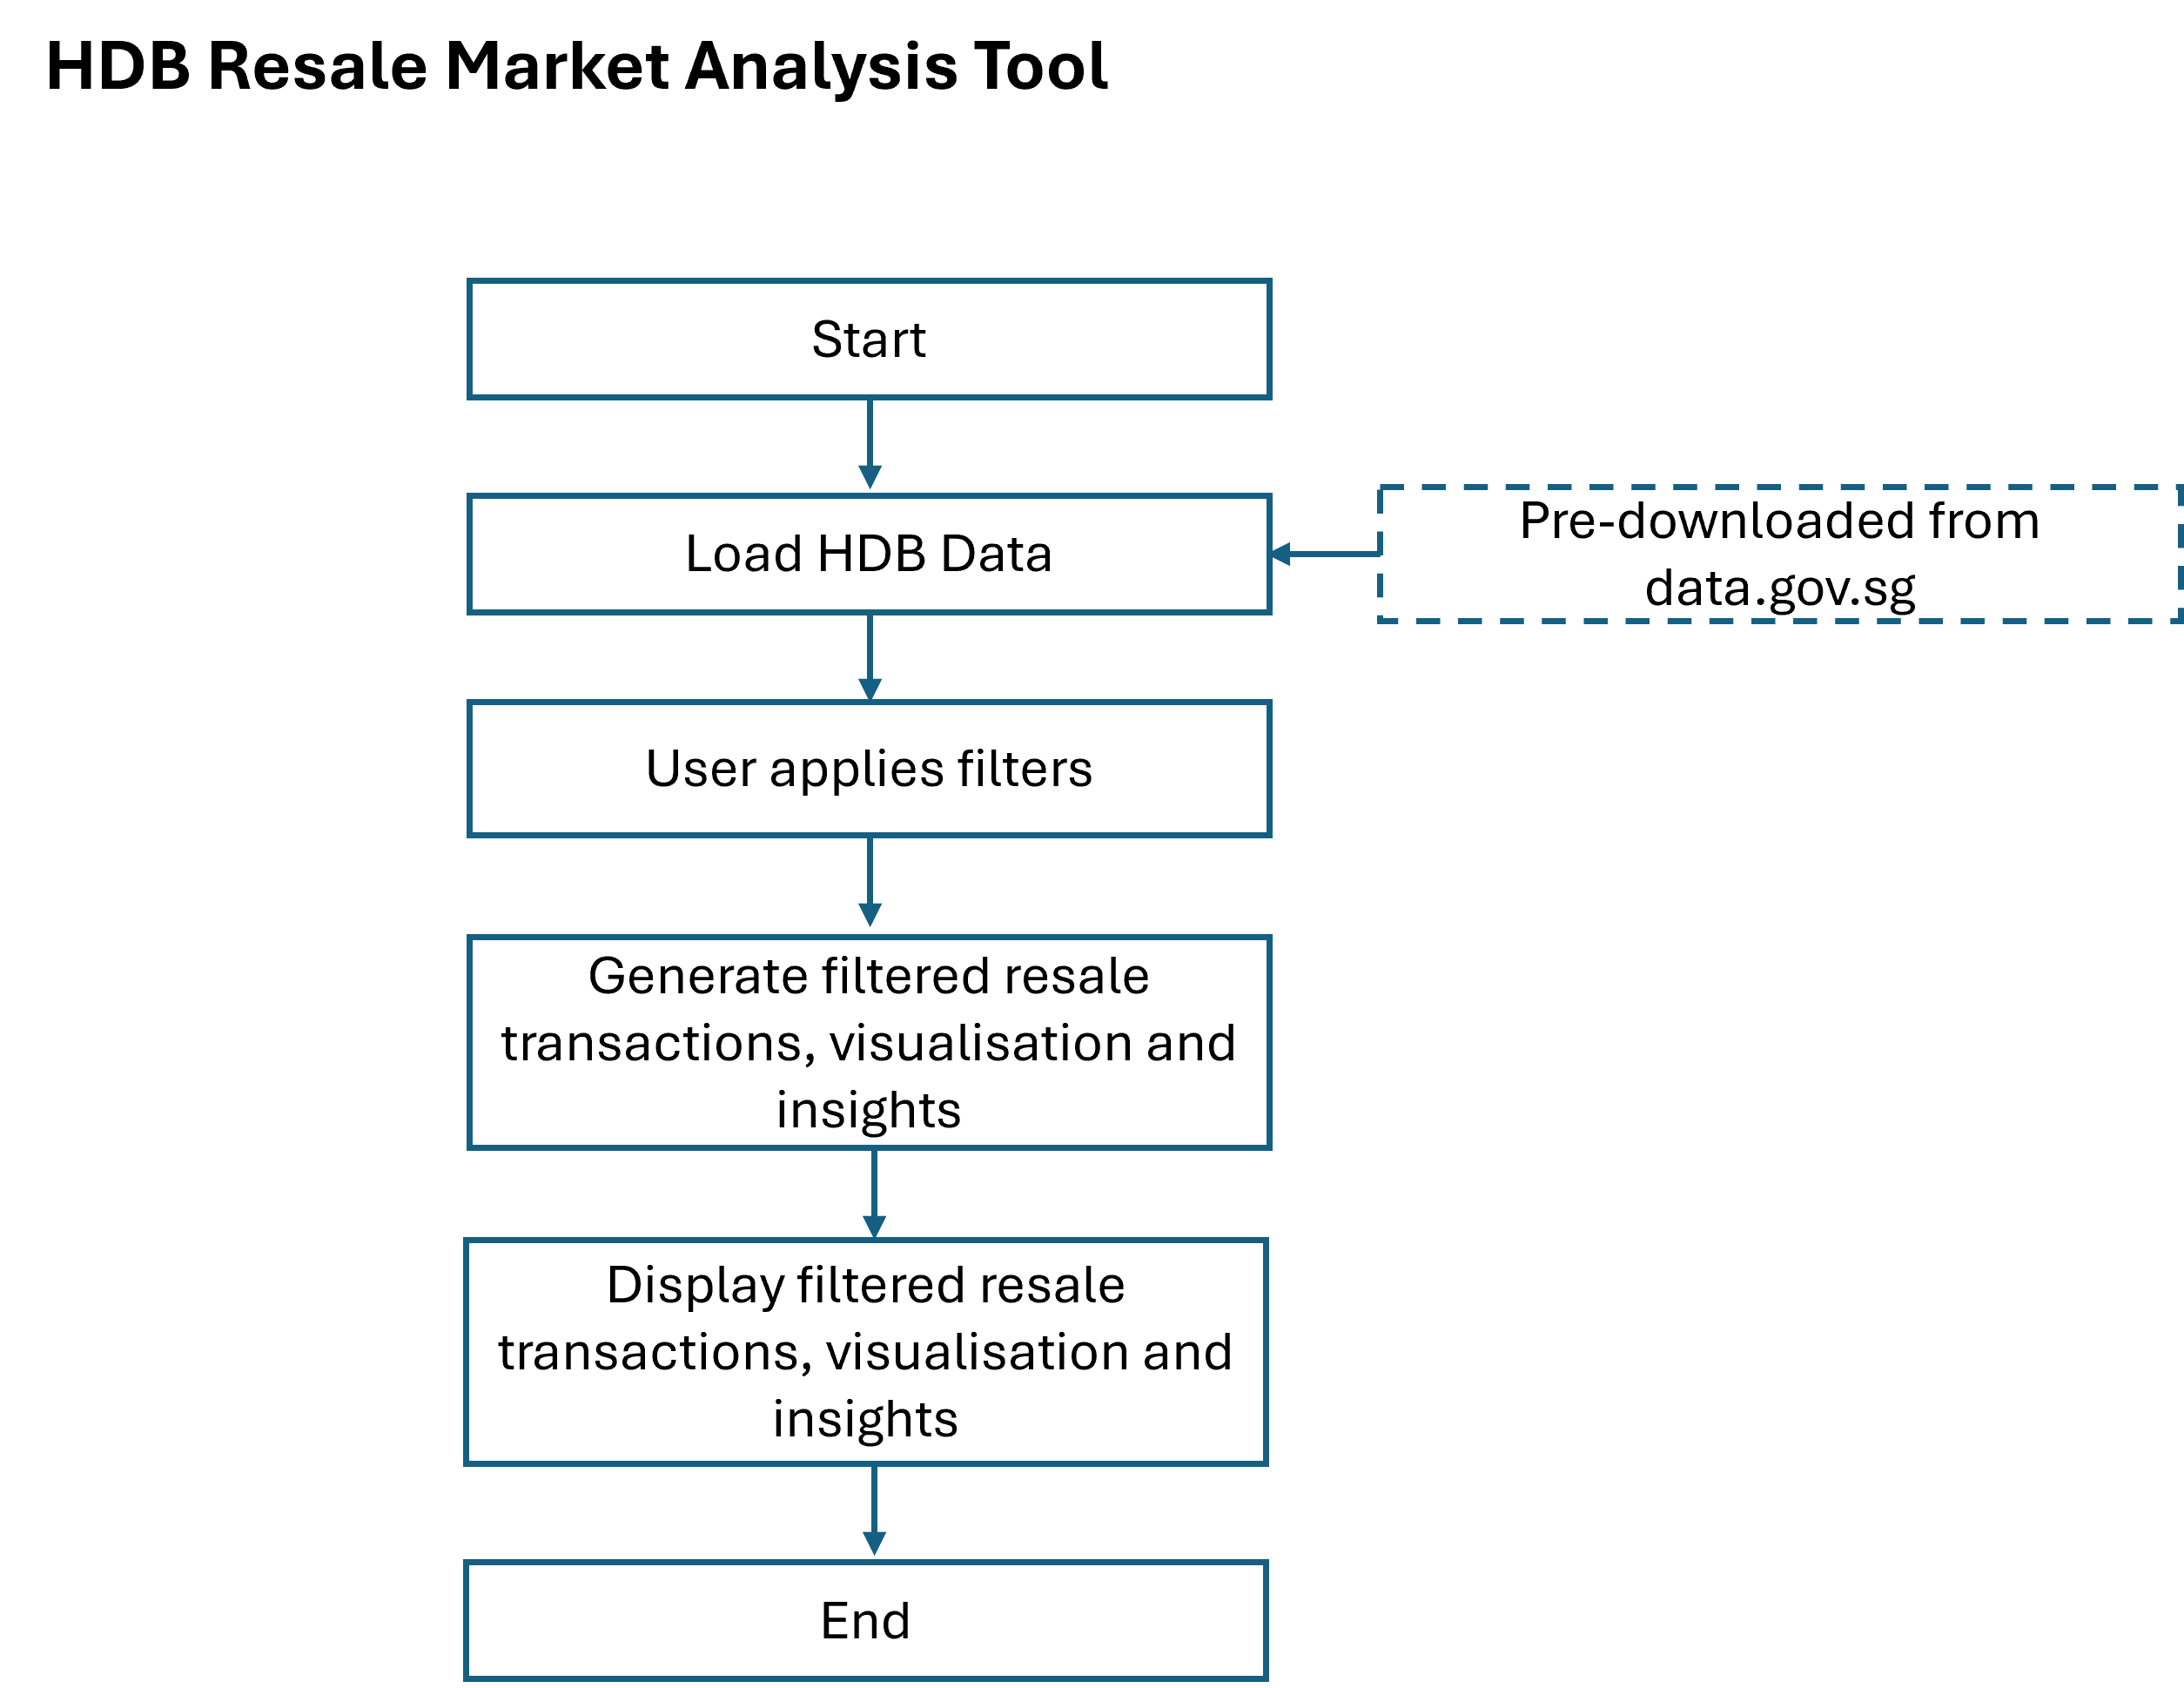 HDB Resale Market Analysis Tool
Start
Load HDB Data
Pre-downloaded from
data.gov.sg
User applies filters
Generate filtered resale
transactions, visualisation and
insights
Display filtered resale
transactions, visualisation and
insights
End